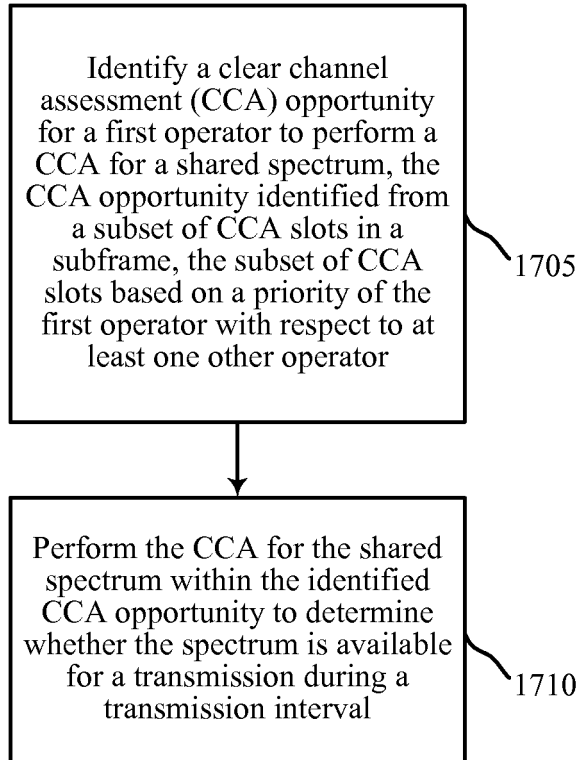 Identify a clear channel
assessment (CCA) opportunity
for a first operator to perform a
CCA for a shared spectrum, the
CCA opportunity identified from
a subset of CCA slots in a
subframe, the subset of CCA
slots based on a priority of the
first operator with respect to at
least one other operator
1705
Perform the CCA for the shared
spectrum within the identified
CCA opportunity to determine
whether the spectrum is available
for a transmission during a
transmission interval
1710